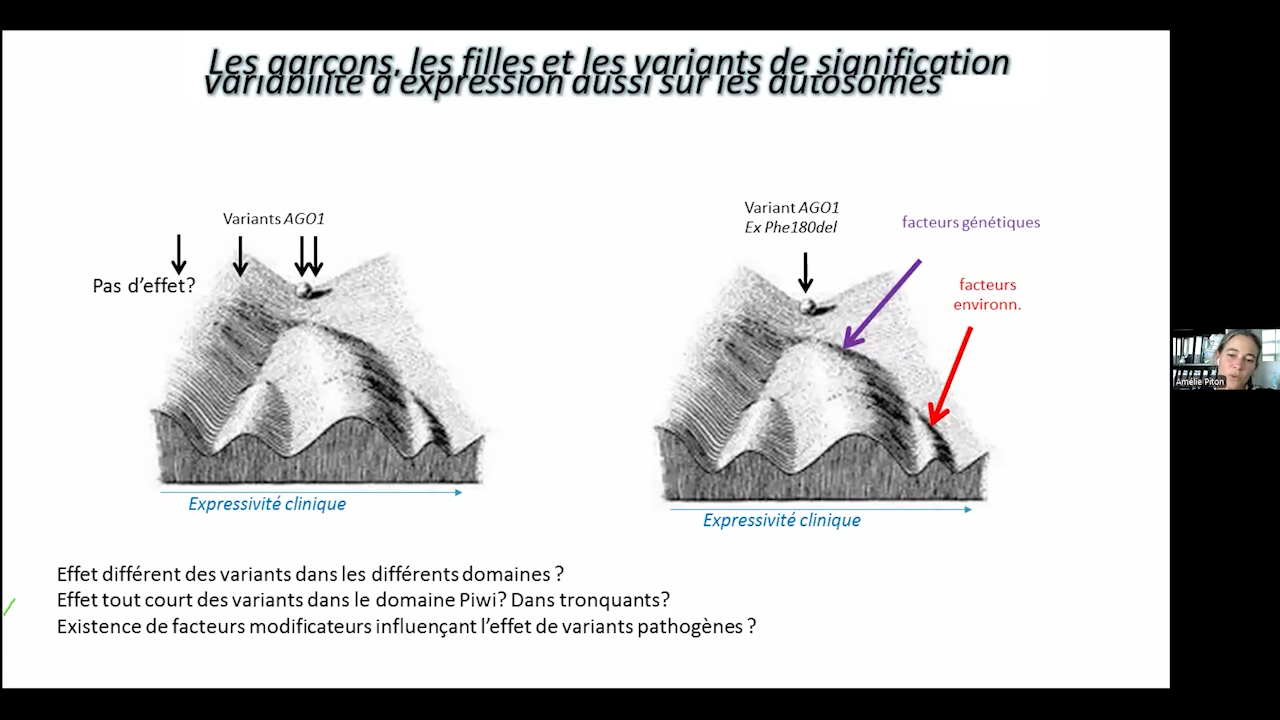 Les garçons, les filles et les variants de signification
variabilité d'expression aussi sur les autosomes
Variants AGO1
Pas d'effet?
Expressivité clinique
Variant AGO1
Ex Phe180del
facteurs génétiques
facteurs
environn.
Expressivité clinique
Effet différent des variants dans les différents domaines ?
Effet tout court des variants dans le domaine Piwi? Dans tronquants?
Existence de facteurs modificateurs influençant l'effet de variants pathogènes ?
Amélie Piton